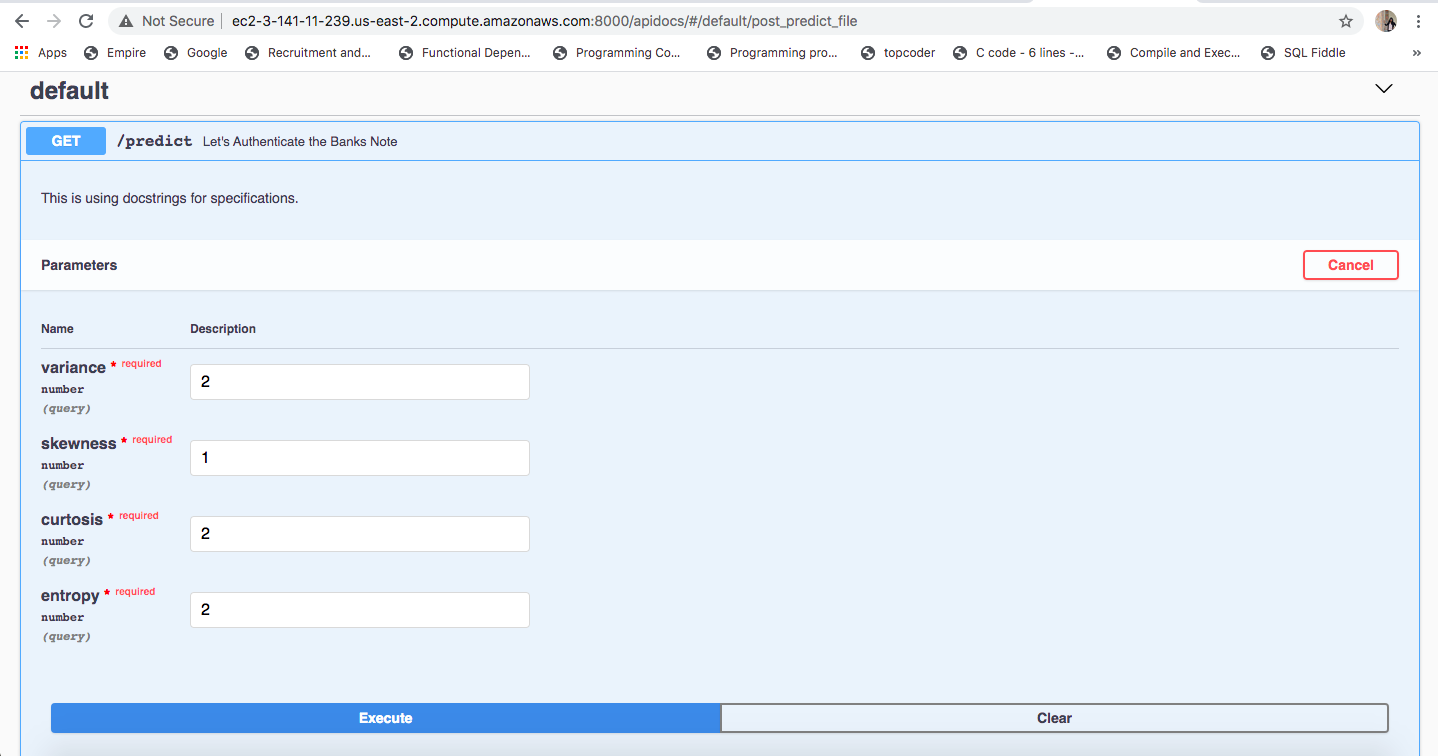 Not Secure | ec2-3-141-11-239.us-east-2.compute.amazonaws.com:8000/apidocs/#/default/post_predict_file
Apps Empire Google Recruitment and... Functional Depen... Programming Co... Programming pro... topcoder C code - 6 lines -... Compile and Exec... SQL Fiddle »
default
GET /predict Let's Authenticate the Banks Note
This is using docstrings for specifications.
Parameters Cancel
Name Description
variance * required
number
(query)
2
skewness * required
number
(query)
1
curtosis * required
number
(query)
2
entropy * required
number
(query)
2
Execute Clear